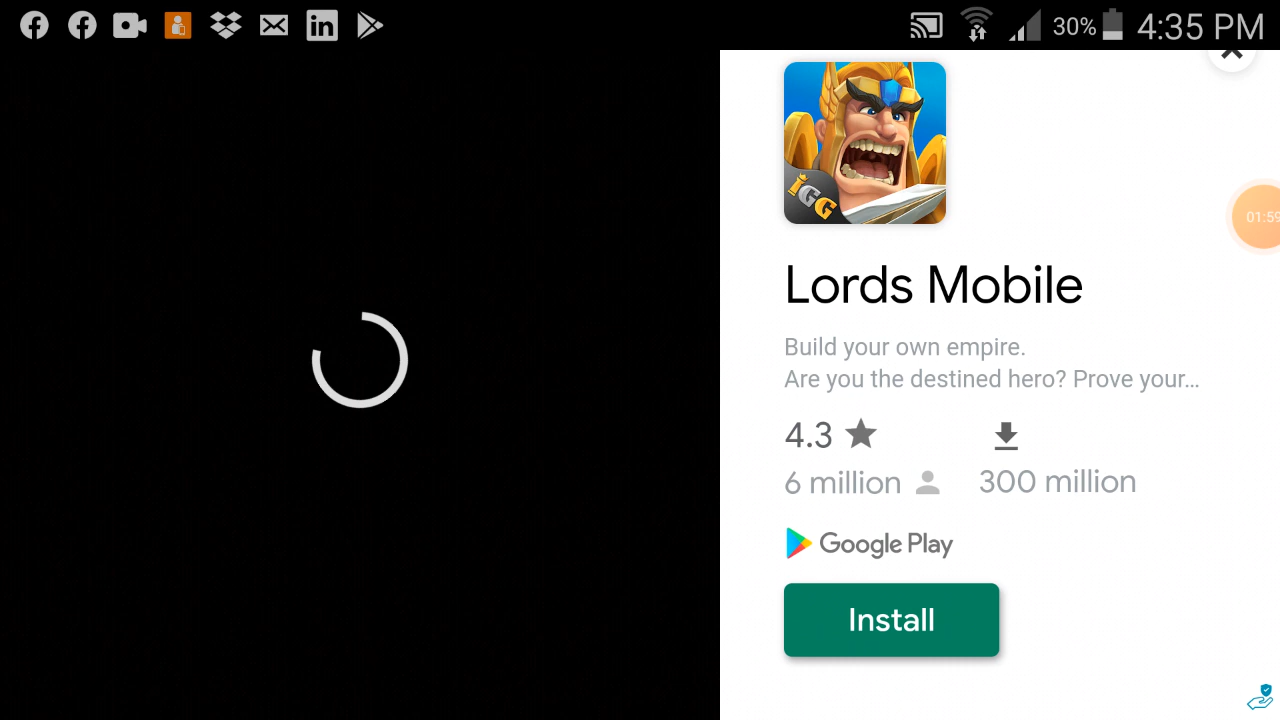 30% 4:35 PM
IGG
01:59
Lords Mobile
Build your own empire.
Are you the destined hero? Prove your...
4.3
6 million 300 million
Google Play
Install